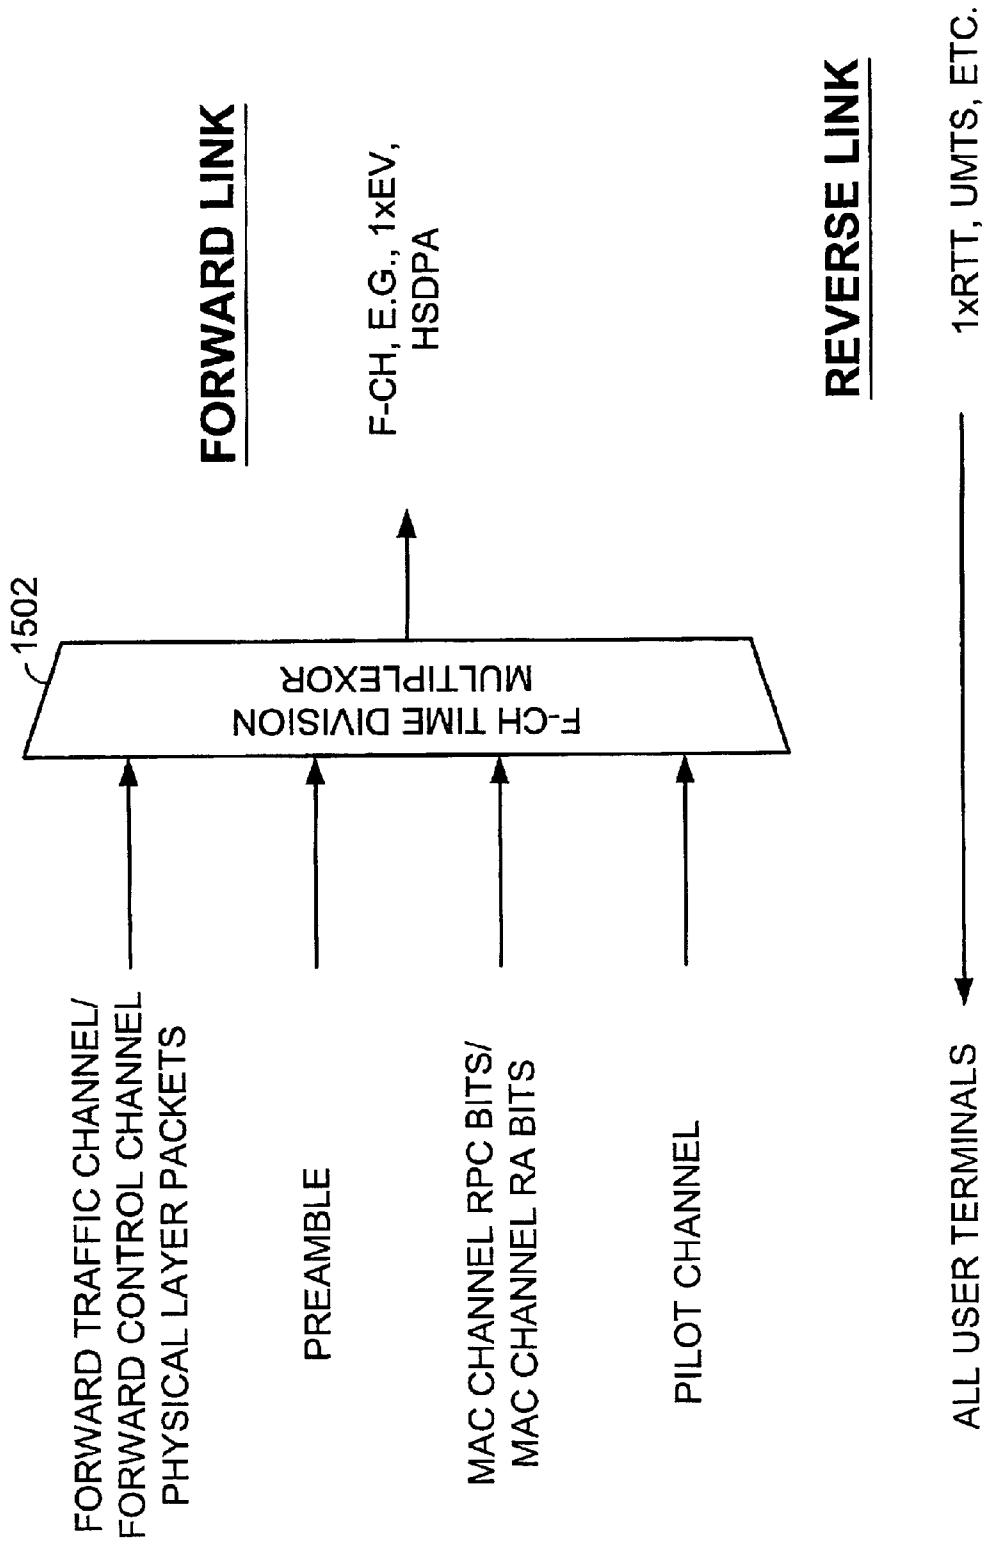 FORWARD TRAFFIC CHANNEL/
FORWARD CONTROL CHANNEL
PHYSICAL LAYER PACKETS
PREAMBLE
MAC CHANNEL RPC BITS/
MAC CHANNEL RA BITS
PILOT CHANNEL
1502
F-CH TIME DIVISION
MULTIPLEXOR
FORWARD LINK
F-CH, E.G., 1xEV,
HSDPA
REVERSE LINK
ALL USER TERMINALS
1xRTT, UMTS, ETC.